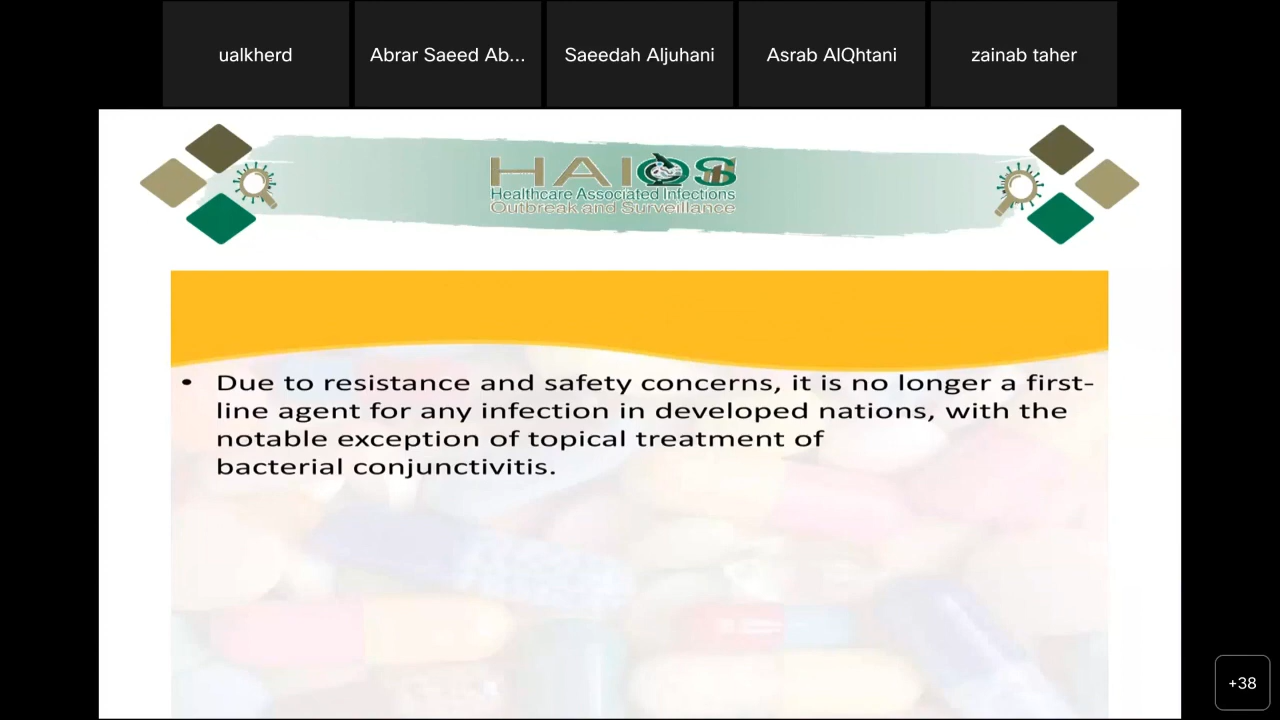 ualkherd
Abrar Saeed Ab...
Saeedah Aljuhani
Asrab AlQhtani
zainab taher
HAIOS
Healthcare Associated Infections
Outbreak and Surveillance
• Due to resistance and safety concerns, it is no longer a first-
line agent for any infection in developed nations, with the
notable exception of topical treatment of
bacterial conjunctivitis.
+38